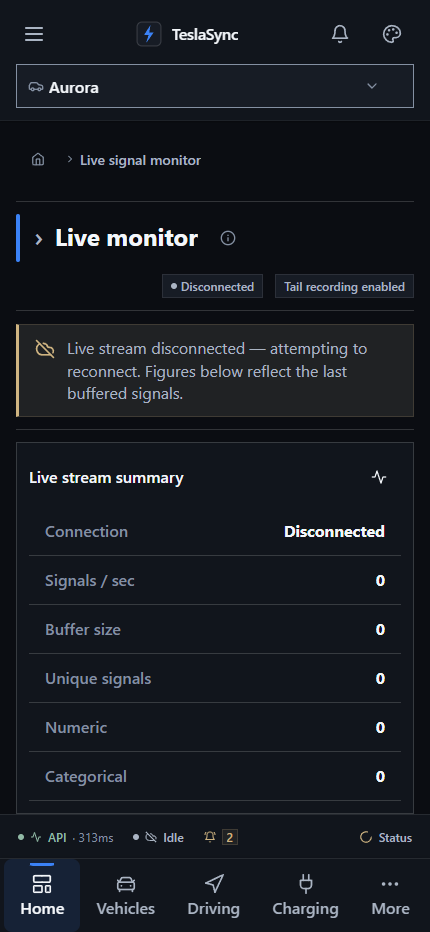 TeslaSync
Aurora
Live signal monitor
Live monitor
Disconnected
Tail recording enabled
Live stream disconnected — attempting to
reconnect. Figures below reflect the last
buffered signals.
Live stream summary
Connection Disconnected
Signals / sec 0
Buffer size 0
Unique signals 0
Numeric 0
Categorical 0
API · 313ms Idle 2 Status
Home Vehicles Driving Charging More